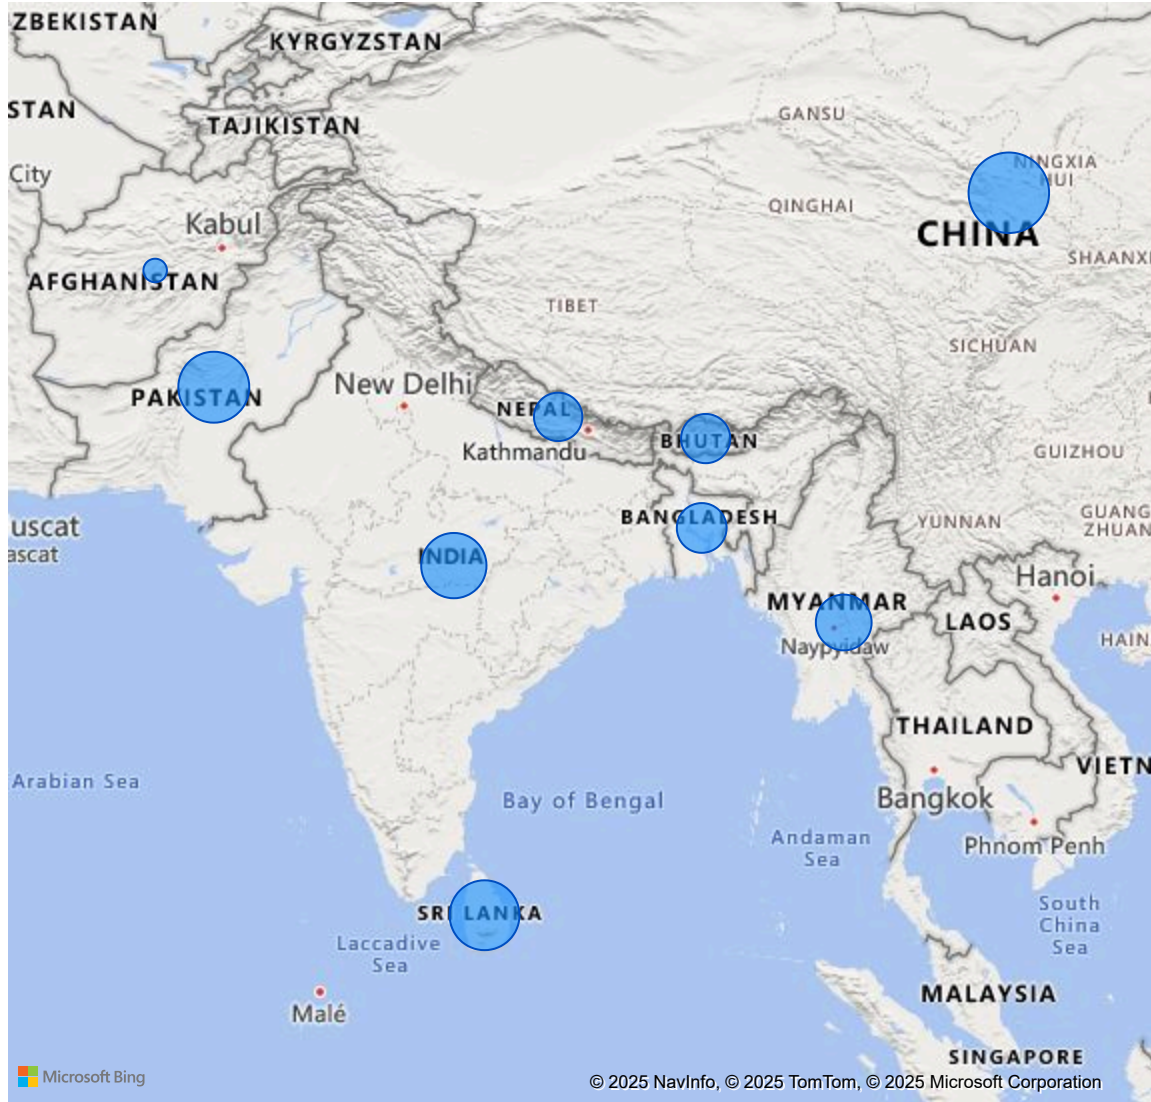 ZBEKISTAN
KYRGYZSTAN
STAN
TAJIKISTAN
GANSU
City
NINGXIA
HUI
QINGHAI
Kabul
CHINA
SHAANXI
AFGHANISTAN
TIBET
SICHUAN
PAKISTAN
New Delhi
NEPAL
Kathmandu
BHUTAN
GUIZHOU
BANGLADESH
YUNNAN
GUANG
ZHUAN
uscat
ascat
INDIA
Hanoi
MYANMAR
LAOS
Naypyidaw
HAIN
THAILAND
VIETN
Arabian Sea
Bay of Bengal
Bangkok
Andaman
Sea
Phnom Penh
SRI LANKA
South
China
Sea
Laccadive
Sea
Malé
MALAYSIA
SINGAPORE
Microsoft Bing
© 2025 NavInfo, © 2025 TomTom, © 2025 Microsoft Corporation